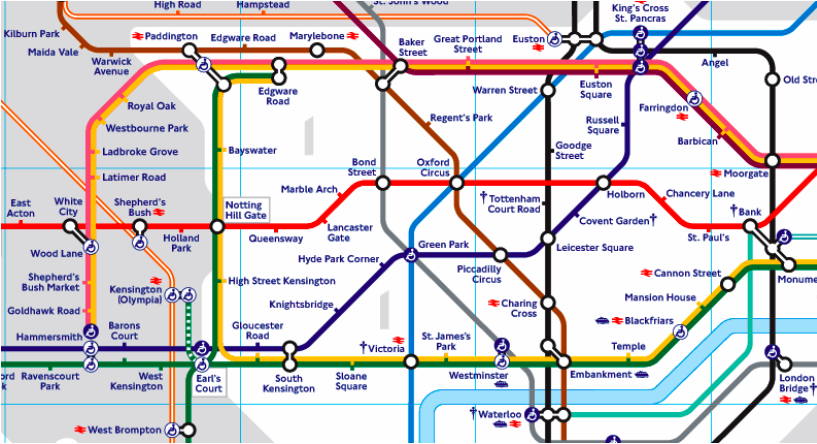 St. John's Wood
High Road
Hampstead
King's Cross
St. Pancras
Kilburn Park
Paddington
Edgware Road
Marylebone
Euston
Maida Vale
Baker
Street
Great Portland
Street
Warwick
Avenue
Angel
Edgware
Road
Warren Street
Euston
Square
Old Str
Royal Oak
Farringdon
Westbourne Park
Regent's Park
Russell
Square
Barbican
Ladbroke Grove
Bayswater
Goodge
Street
Latimer Road
Bond
Street
Oxford
Circus
Moorgate
Marble Arch
Holborn
Chancery Lane
East
Acton
White
City
Shepherd's
Bush
Notting
Hill Gate
†Tottenham
Court Road
†Bank
Lancaster
Gate
Covent Garden†
Holland
Park
Queensway
St. Paul's
Wood Lane
Green Park
Leicester Square
Hyde Park Corner
Piccadilly
Circus
Cannon Street
Monume
Shepherd's
Bush Market
Kensington
(Olympia)
High Street Kensington
Mansion House
Goldhawk Road
Knightsbridge
Charing
Cross
Blackfriars
Hammersmith
Barons
Court
Gloucester
Road
†Victoria
St. James's
Park
Temple
ord
k
Ravenscourt
Park
West
Kensington
Earl's
Court
South
Kensington
Sloane
Square
Westminster
Embankment
London
Bridge†
West Brompton
†Waterloo